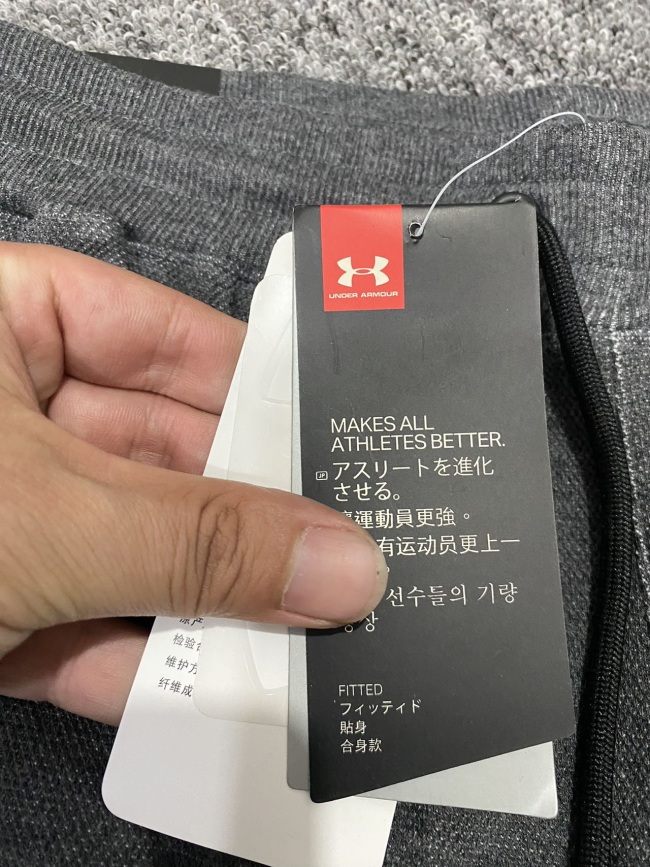 UNDER ARMOUR
MAKES ALL
ATHLETES BETTER.
JP アスリートを進化
させる。
運動員更強。
有运动员更上一
선수들의 기량
상
FITTED
フィッティド
貼身
合身款
检验
维护方
纤维成